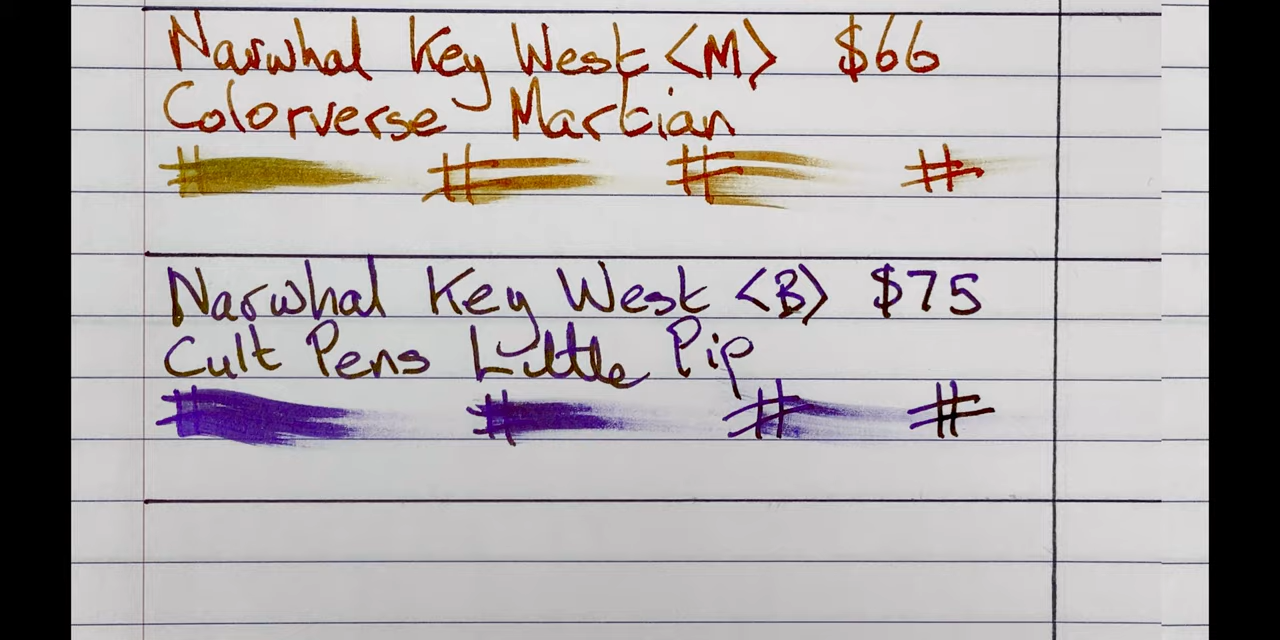 Narwhal Key West <M> $66
Colorverse Martian
# # # #
Narwhal Key West <B> $75
Cult Pens Little Pip
# # # #